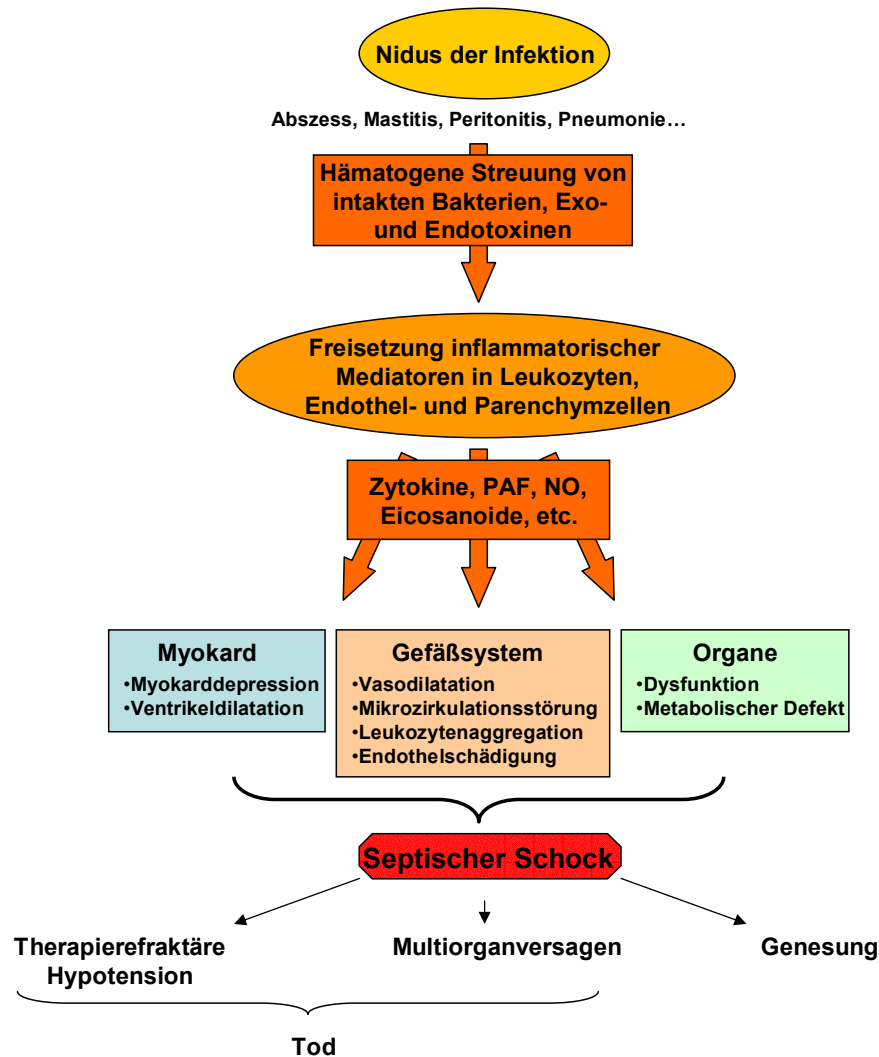 Nidus der Infektion
Abszess, Mastitis, Peritonitis, Pneumonie…
Hämatogene Streuung von
intakten Bakterien, Exo-
und Endotoxinen
Freisetzung inflammatorischer
Mediatoren in Leukozyten,
Endothel- und Parenchymzellen
Zytokine, PAF, NO,
Eicosanoide, etc.
Myokard
•Myokarddepression
•Ventrikeldilatation
Gefäßsystem
•Vasodilatation
•Mikrozirkulationsstörung
•Leukozytenaggregation
•Endothelschädigung
Organe
•Dysfunktion
•Metabolischer Defekt
Septischer Schock
Therapierefraktäre
Hypotension
Multiorganversagen
Genesung
Tod